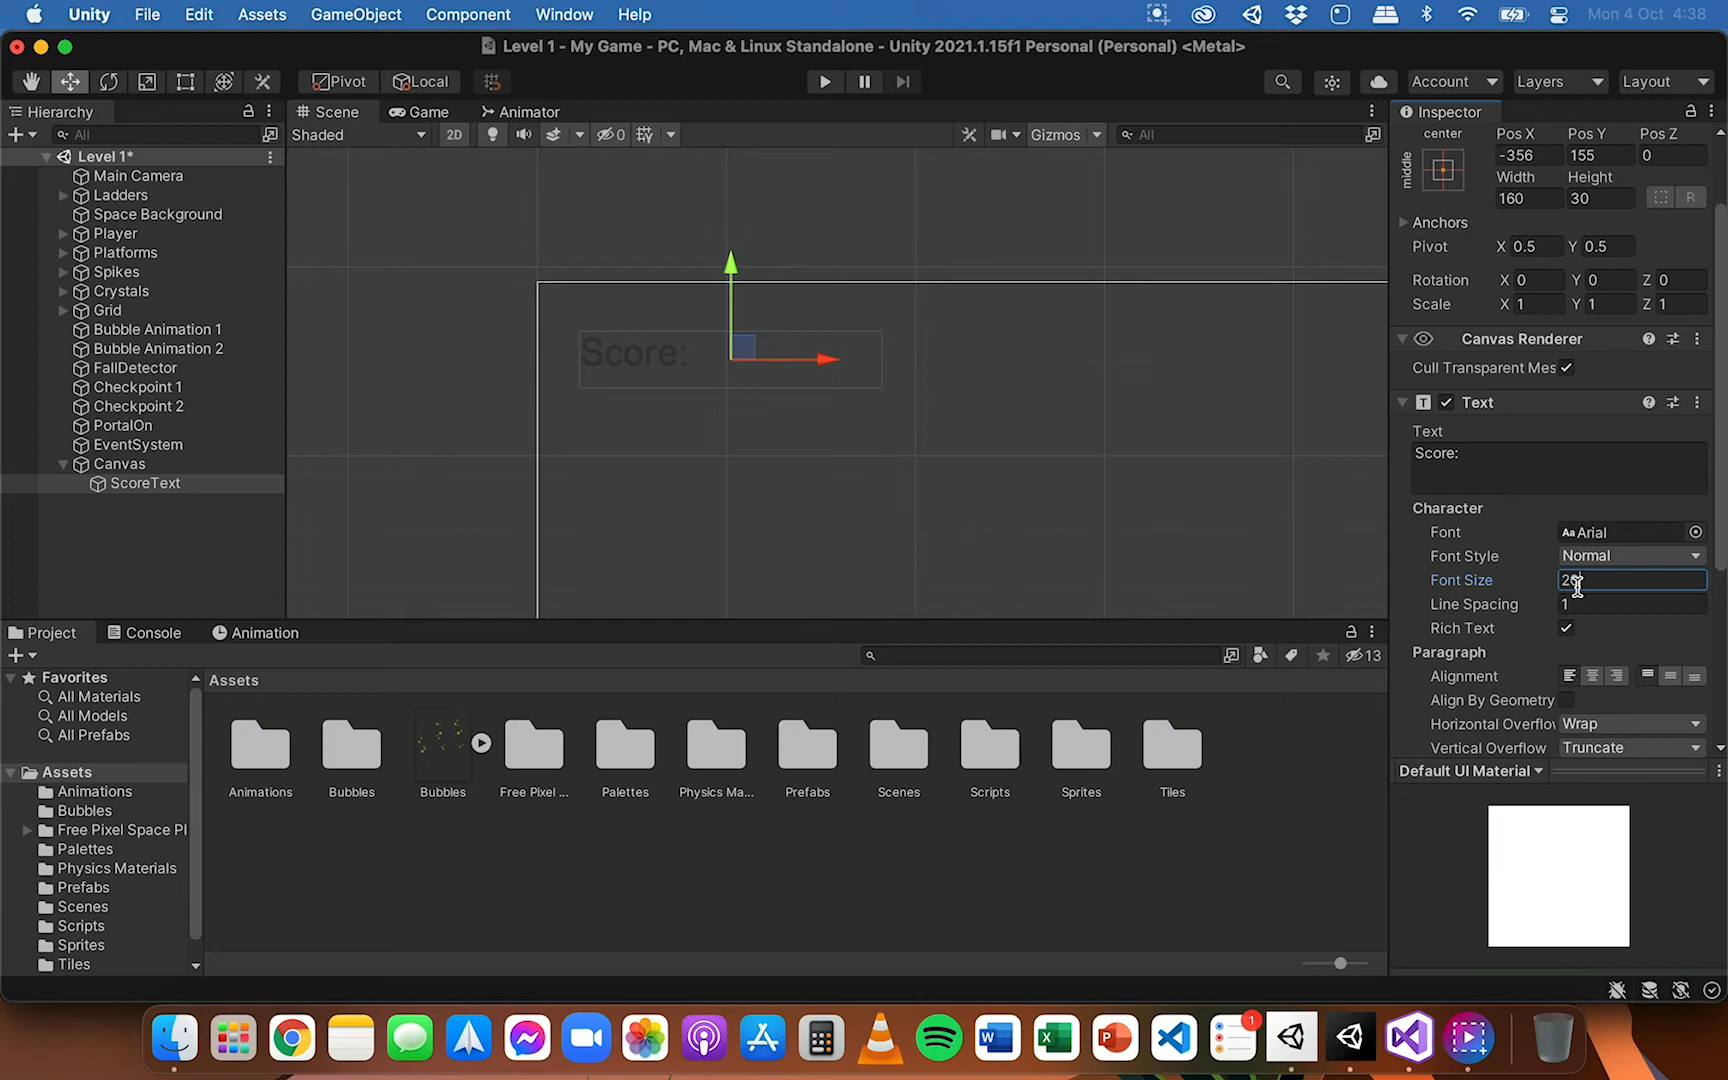 Unity File Edit Assets GameObject Component Window Help Mon 4 Oct 4:38
Level 1 - My Game - PC, Mac & Linux Standalone - Unity 2021.1.15f1 Personal (Personal) <Metal>
Pivot Local Account Layers Layout
Hierarchy Scene Game Animator Inspector
All Shaded 2D 0 Gizmos All
Level 1*
Main Camera
Ladders
Space Background
Player
Platforms
Spikes
Crystals
Grid
Bubble Animation 1
Bubble Animation 2
FallDetector
Checkpoint 1
Checkpoint 2
PortalOn
EventSystem
Canvas
ScoreText
Score:
center Pos X Pos Y Pos Z
middle -356 155 0
Width Height
160 30 R
Anchors
Pivot X 0.5 Y 0.5
Rotation X 0 Y 0 Z 0
Scale X 1 Y 1 Z 1
Canvas Renderer
Cull Transparent Mes
Text
Text
Score:
Character
Font Aa Arial
Font Style Normal
Font Size
Line Spacing 1
Rich Text
Paragraph
Alignment
Align By Geometry
Horizontal Overflow Wrap
Vertical Overflow Truncate
Default UI Material
Project Console Animation
13
Favorites
All Materials
All Models
All Prefabs
Assets
Animations
Bubbles
Free Pixel Space Pl
Palettes
Physics Materials
Prefabs
Scenes
Scripts
Sprites
Tiles
Assets
Animations Bubbles Bubbles Free Pixel ... Palettes Physics Ma... Prefabs Scenes Scripts Sprites Tiles
W X P 1